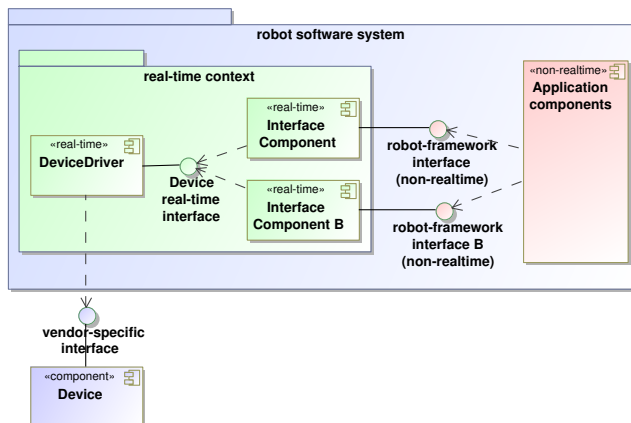 robot software system
real-time context
«real-time»
DeviceDriver
Device
real-time
interface
«real-time»
Interface
Component
«real-time»
Interface
Component B
robot-framework
interface
(non-realtime)
robot-framework
interface B
(non-realtime)
«non-realtime»
Application
components
vendor-specific
interface
«component»
Device